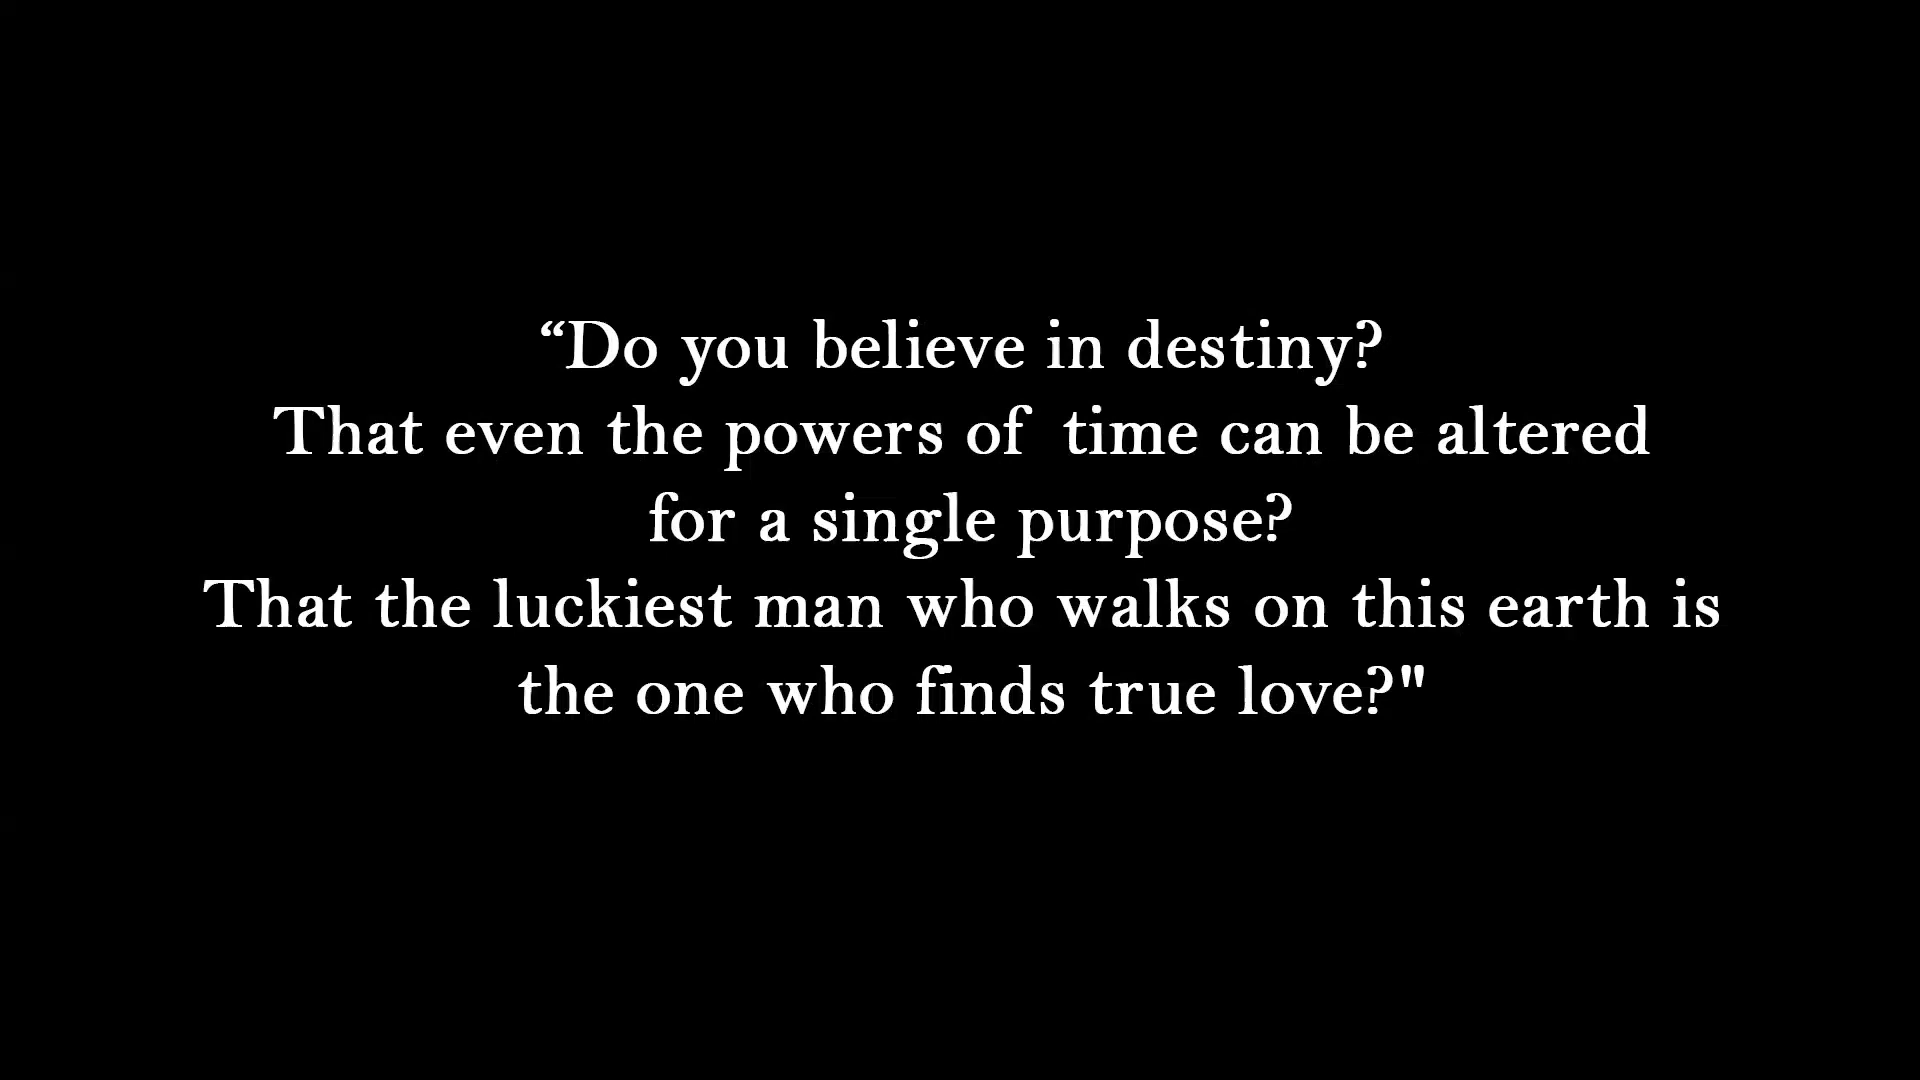 “Do you believe in destiny?
That even the powers of time can be altered
for a single purpose?
That the luckiest man who walks on this earth is
the one who finds true love?"